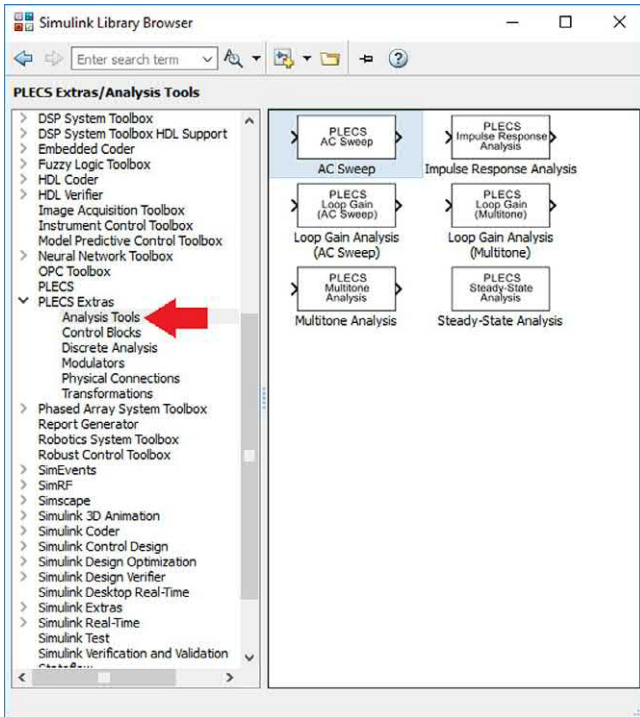 Simulink Library Browser
Enter search term
PLECS Extras/Analysis Tools
DSP System Toolbox
DSP System Toolbox HDL Support
Embedded Coder
Fuzzy Logic Toolbox
HDL Coder
HDL Verifier
Image Acquisition Toolbox
Instrument Control Toolbox
Model Predictive Control Toolbox
Neural Network Toolbox
OPC Toolbox
PLECS
PLECS Extras
Analysis Tools
Control Blocks
Discrete Analysis
Modulators
Physical Connections
Transformations
Phased Array System Toolbox
Report Generator
Robotics System Toolbox
Robust Control Toolbox
SimEvents
SimRF
Simscape
Simulink 3D Animation
Simulink Coder
Simulink Control Design
Simulink Design Optimization
Simulink Design Verifier
Simulink Desktop Real-Time
Simulink Extras
Simulink Real-Time
Simulink Test
Simulink Verification and Validation
PLECS
AC Sweep
AC Sweep
PLECS
Impulse Response
Analysis
Impulse Response Analysis
PLECS
Loop Gain
(AC Sweep)
Loop Gain Analysis
(AC Sweep)
PLECS
Loop Gain
(Multitone)
Loop Gain Analysis
(Multitone)
PLECS
Multitone
Analysis
Multitone Analysis
PLECS
Steady-State
Analysis
Steady-State Analysis